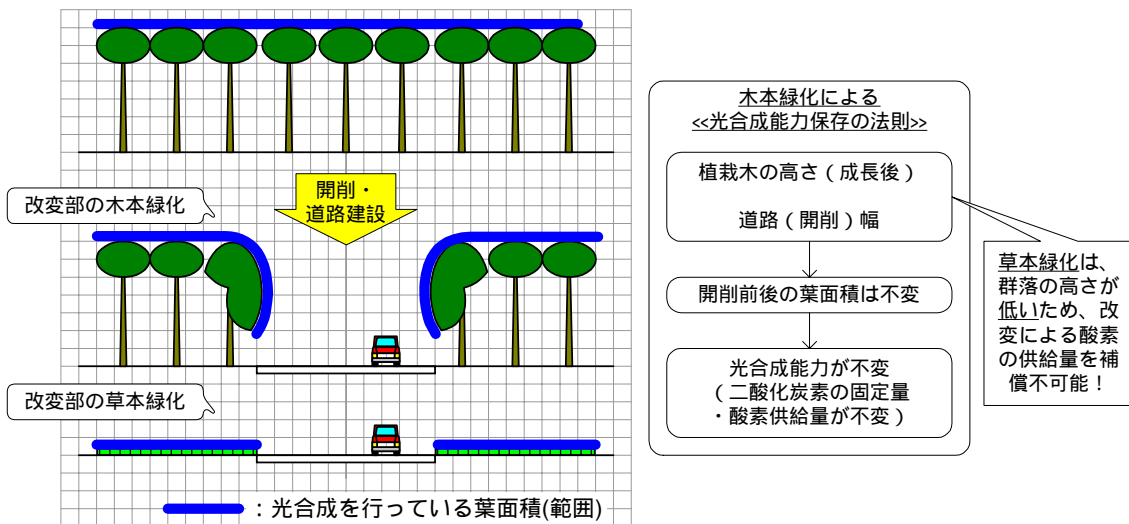 開削・
道路建設
改変部の木本緑化
改変部の草本緑化
：光合成を行っている葉面積(範囲)
木本緑化による
<<光合成能力保存の法則>>
植栽木の高さ（成長後）
道路（開削）幅
開削前後の葉面積は不変
光合成能力が不変
（二酸化炭素の固定量
・酸素供給量が不変）
草本緑化は、
群落の高さが
低いため、改
変による酸素
の供給量を補
償不可能！